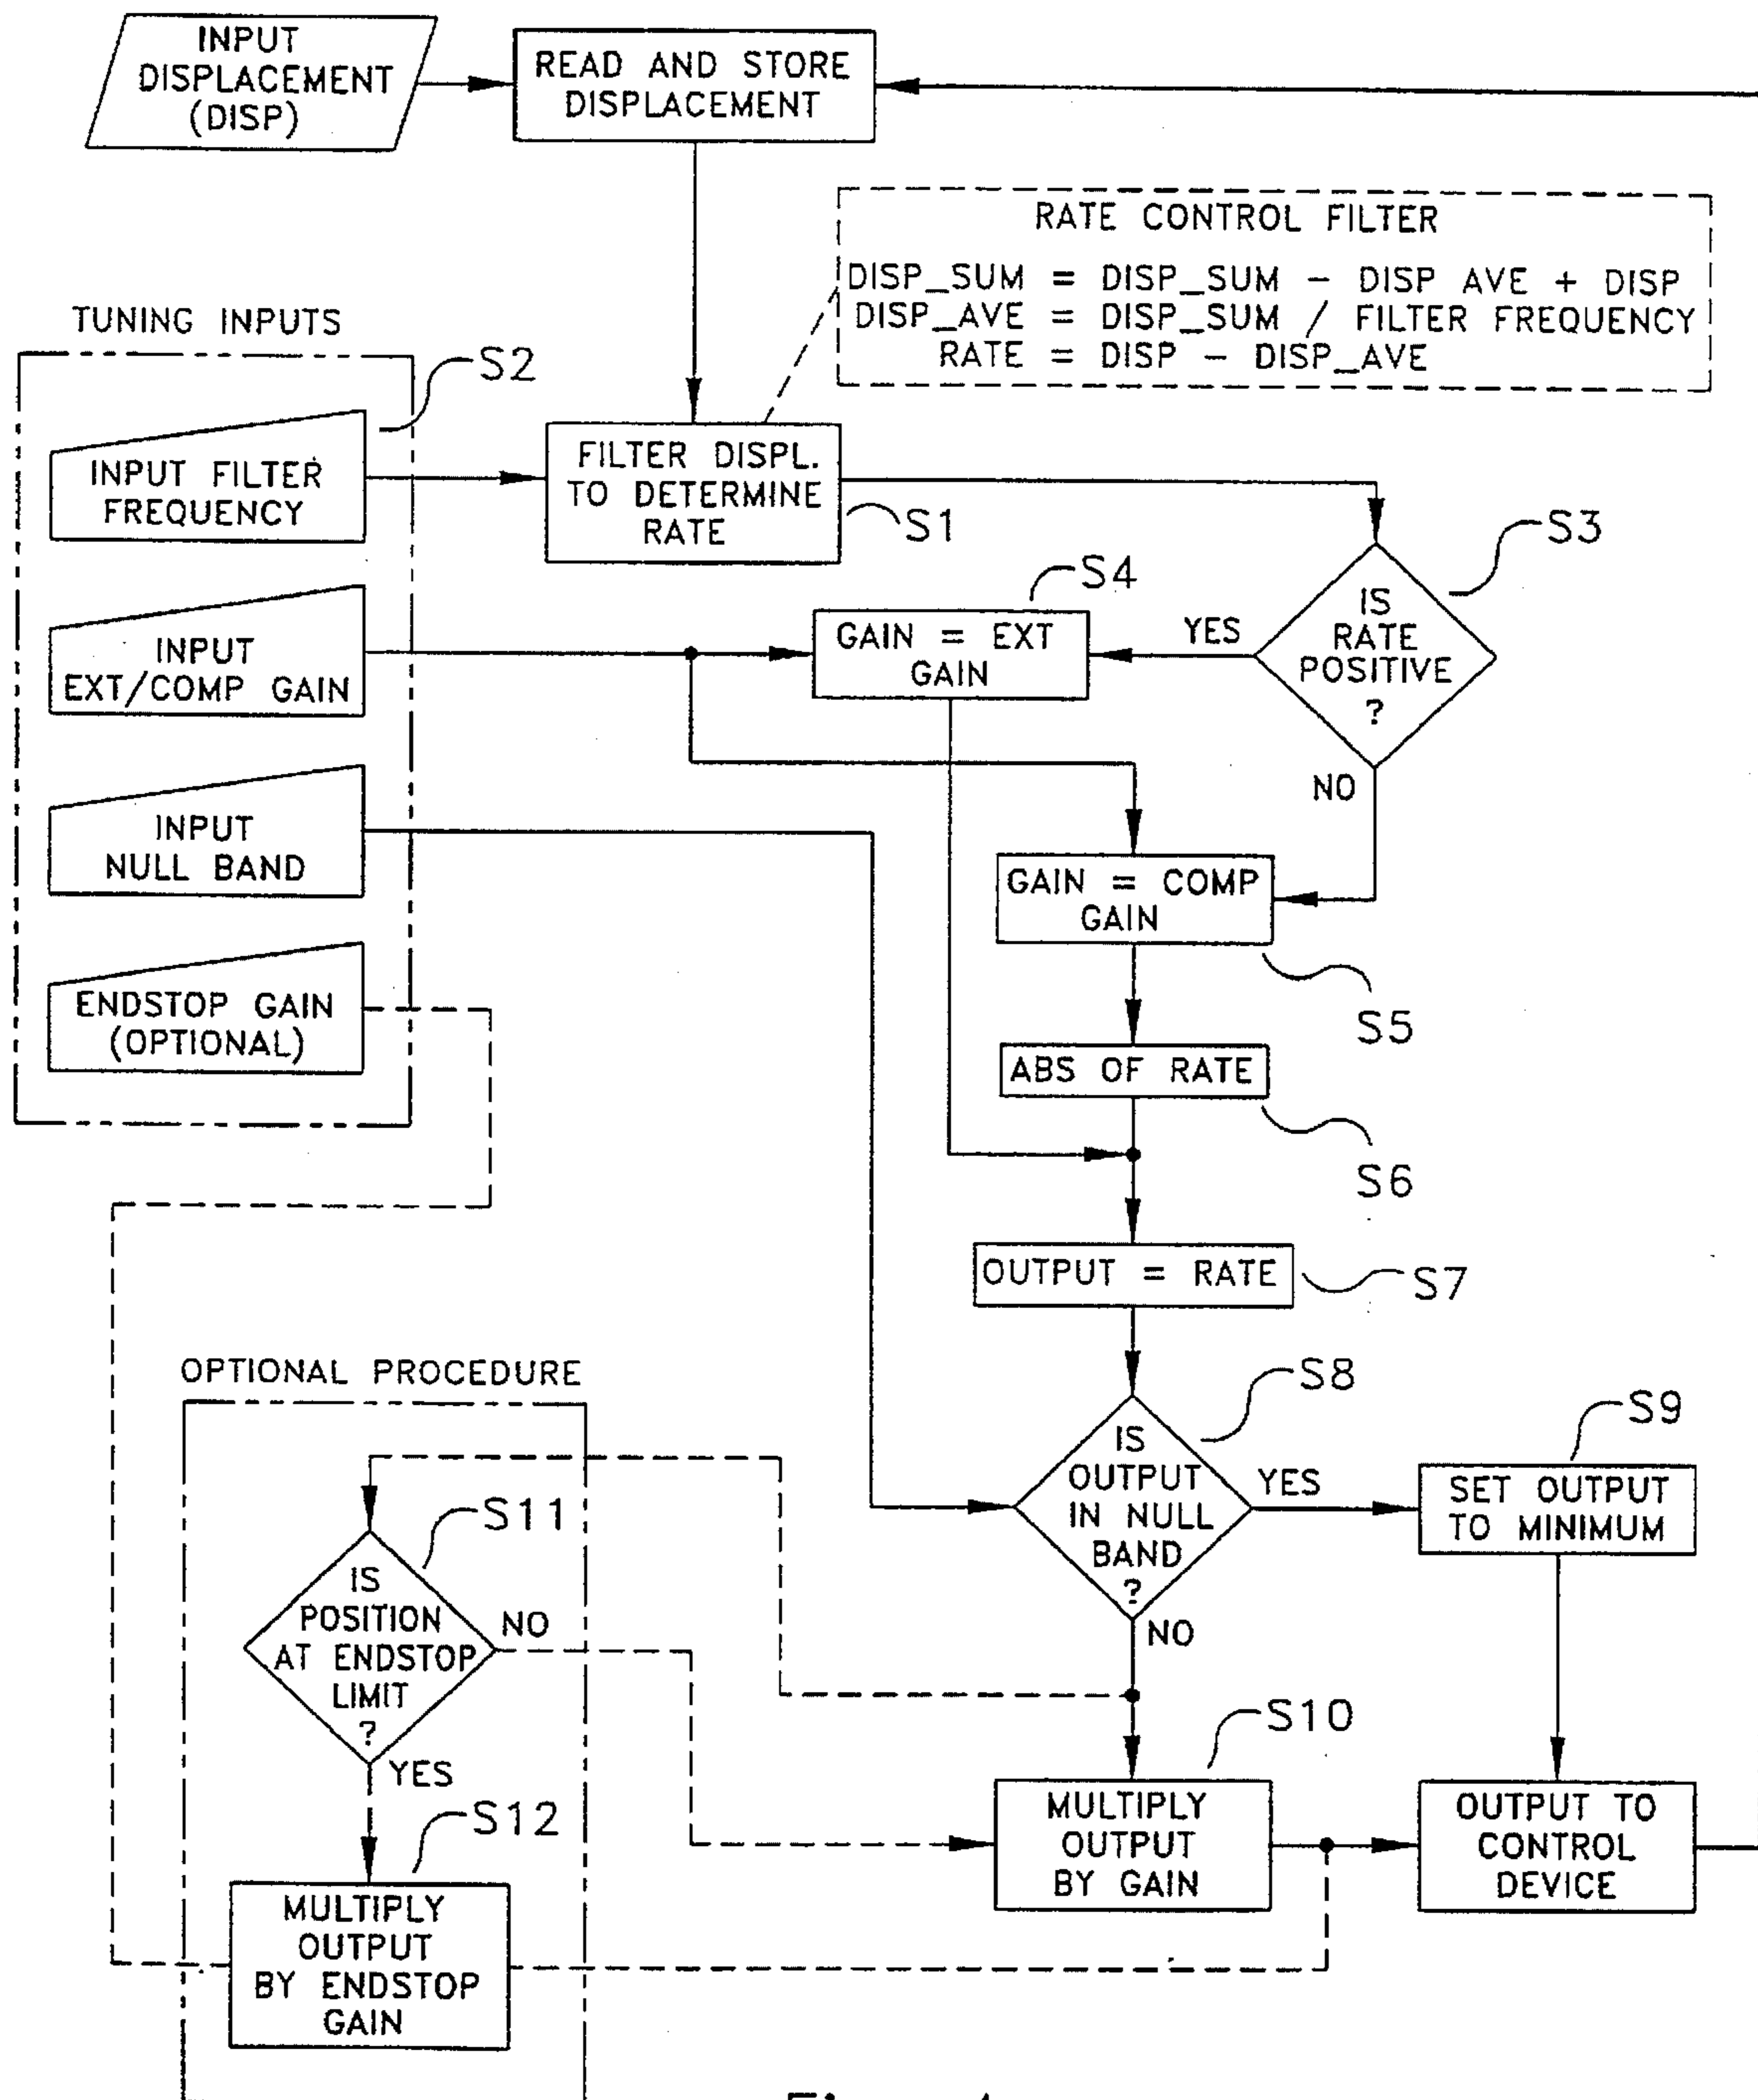 INPUT
DISPLACEMENT
(DISP)
READ AND STORE
DISPLACEMENT
RATE CONTROL FILTER
DISP_SUM = DISP_SUM - DISP AVE + DISP
DISP_AVE = DISP_SUM / FILTER FREQUENCY
RATE = DISP - DISP_AVE
TUNING INPUTS
S2
INPUT FILTER
FREQUENCY
FILTER DISPL.
TO DETERMINE
RATE
S1
S3
IS
RATE
POSITIVE
?
YES
NO
S4
GAIN = EXT
GAIN
INPUT
EXT/COMP GAIN
INPUT
NULL BAND
GAIN = COMP
GAIN
S5
ENDSTOP GAIN
(OPTIONAL)
ABS OF RATE
S6
OUTPUT = RATE
S7
OPTIONAL PROCEDURE
S8
IS
OUTPUT
IN NULL
BAND
?
YES
NO
S9
SET OUTPUT
TO MINIMUM
S11
IS
POSITION
AT ENDSTOP
LIMIT
?
NO
YES
S10
MULTIPLY
OUTPUT
BY GAIN
OUTPUT TO
CONTROL
DEVICE
S12
MULTIPLY
OUTPUT
BY ENDSTOP
GAIN